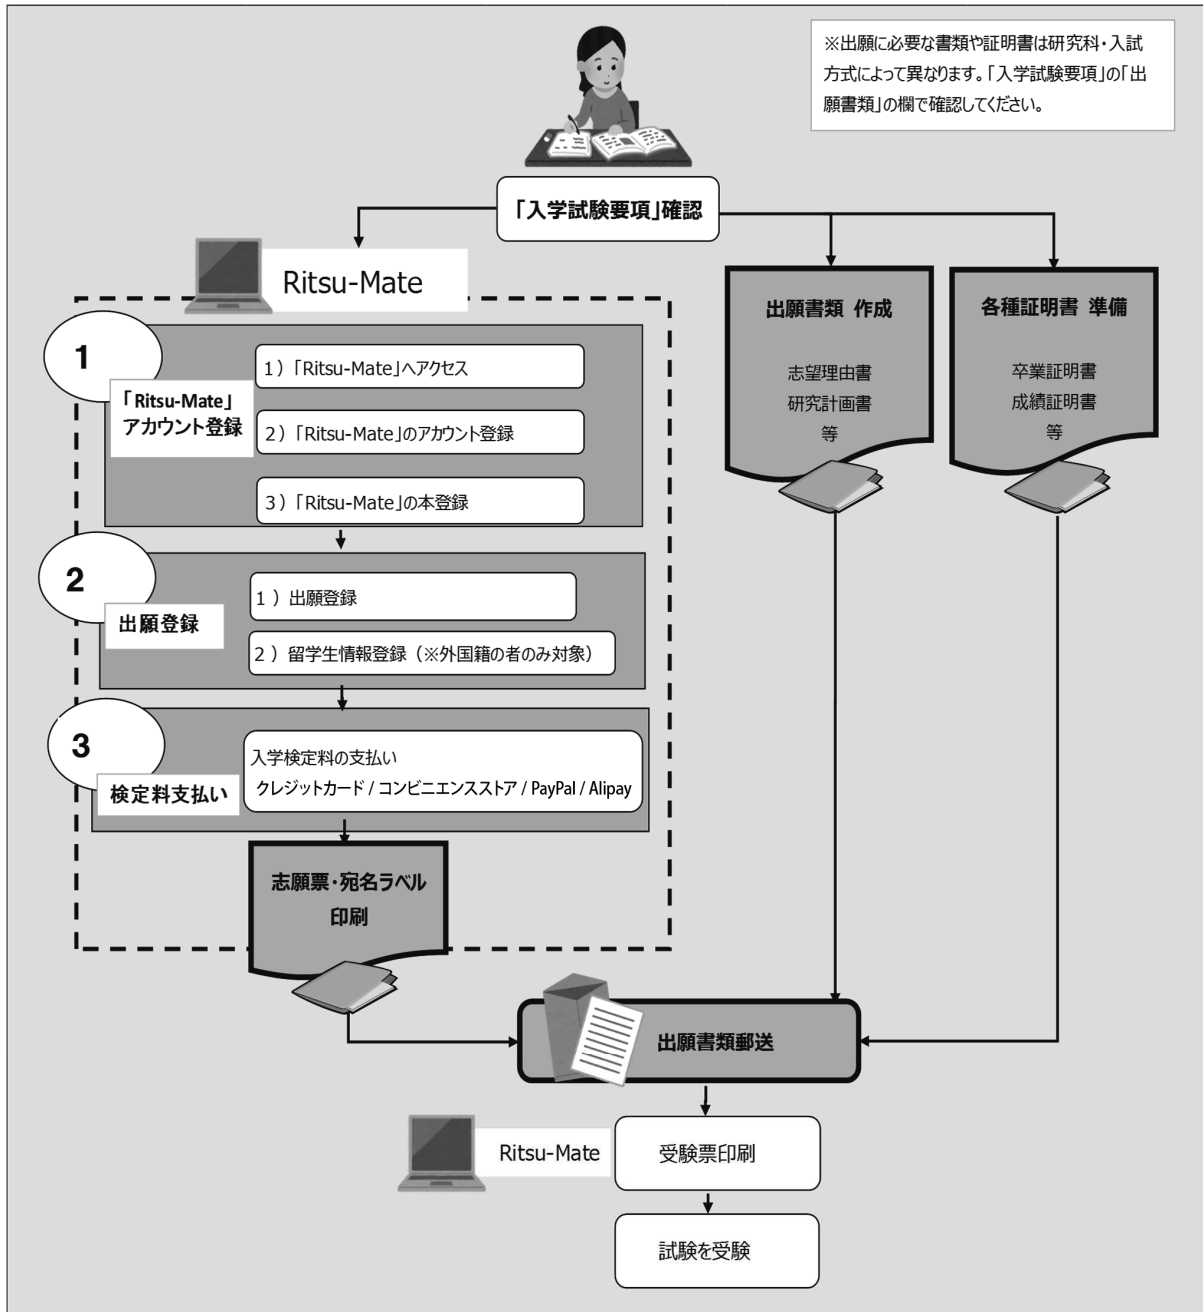 ※出願に必要な書類や証明書は研究科・入試
方式によって異なります。「入学試験要項」の「出
願書類」の欄で確認してください。
「入学試験要項」確認
Ritsu-Mate
1
「Ritsu-Mate」
アカウント登録
1）「Ritsu-Mate」へアクセス
2）「Ritsu-Mate」のアカウント登録
3）「Ritsu-Mate」の本登録
2
出願登録
1 ）出願登録
2 ）留学生情報登録（※外国籍の者のみ対象）
3
検定料支払い
入学検定料の支払い
クレジットカード / コンビニエンスストア / PayPal / Alipay
志願票・宛名ラベル
印刷
出願書類 作成
志望理由書
研究計画書
等
各種証明書 準備
卒業証明書
成績証明書
等
出願書類郵送
Ritsu-Mate
受験票印刷
試験を受験